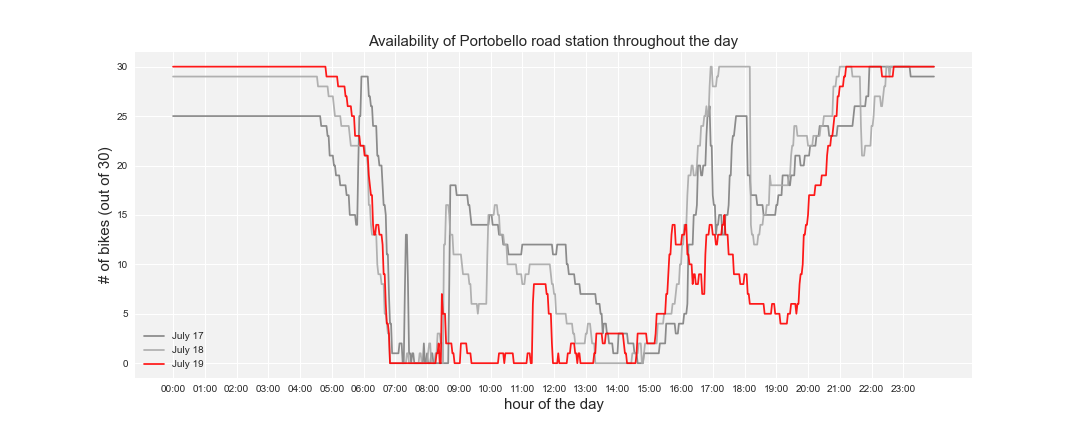 Availability of Portobello road station throughout the day
# of bikes (out of 30)
30
25
20
15
10
5
0
July 17
July 18
July 19
00:00 01:00 02:00 03:00 04:00 05:00 06:00 07:00 08:00 09:00 10:00 11:00 12:00 13:00 14:00 15:00 16:00 17:00 18:00 19:00 20:00 21:00 22:00 23:00
hour of the day